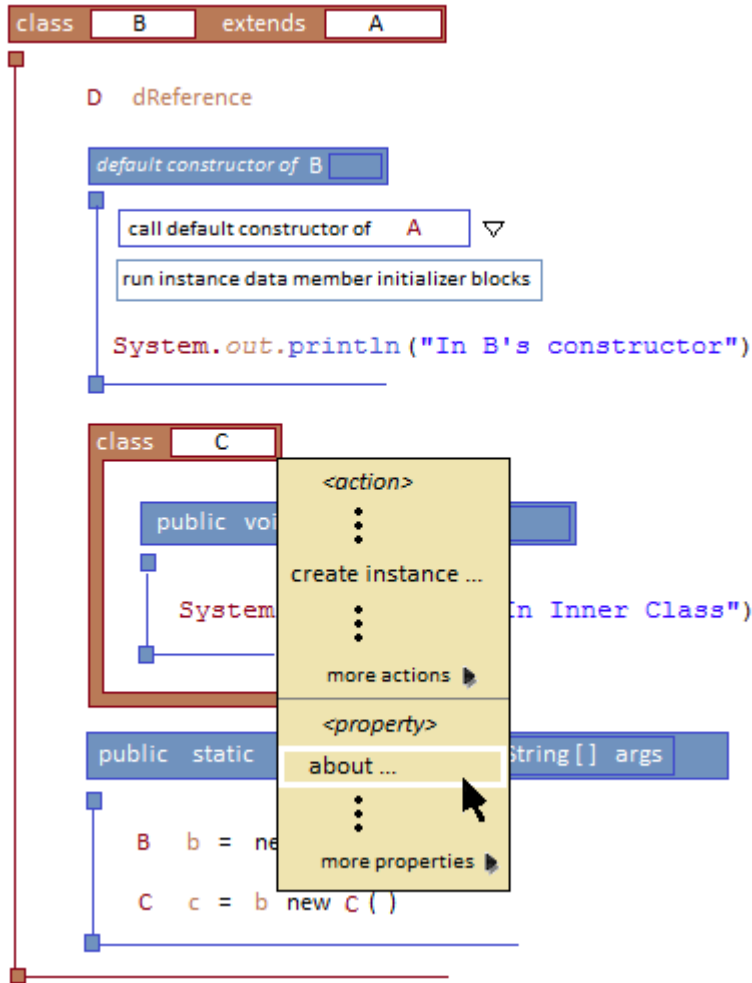 class B extends A
D dReference
default constructor of B
call default constructor of A
run instance data member initializer blocks
System.out.println("In B's constructor")
class C
<action>
public voi
create instance ...
System n Inner Class")
more actions
<property>
public static String[] args
about ...
B b = ne
more properties
C c = b new C()